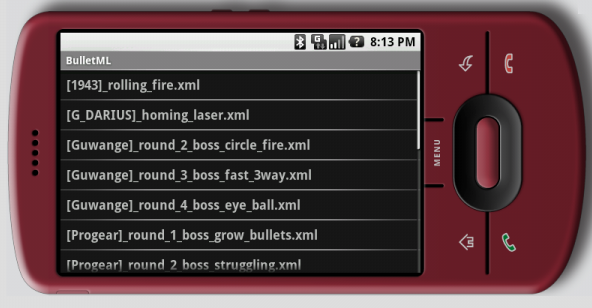 8:13 PM
BulletML
[1943]_rolling_fire.xml
[G_DARIUS]_homing_laser.xml
[Guwange]_round_2_boss_circle_fire.xml
[Guwange]_round_3_boss_fast_3way.xml
[Guwange]_round_4_boss_eye_ball.xml
[Progear]_round_1_boss_grow_bullets.xml
[Progear]_round_2_boss_struggling.xml
MENU